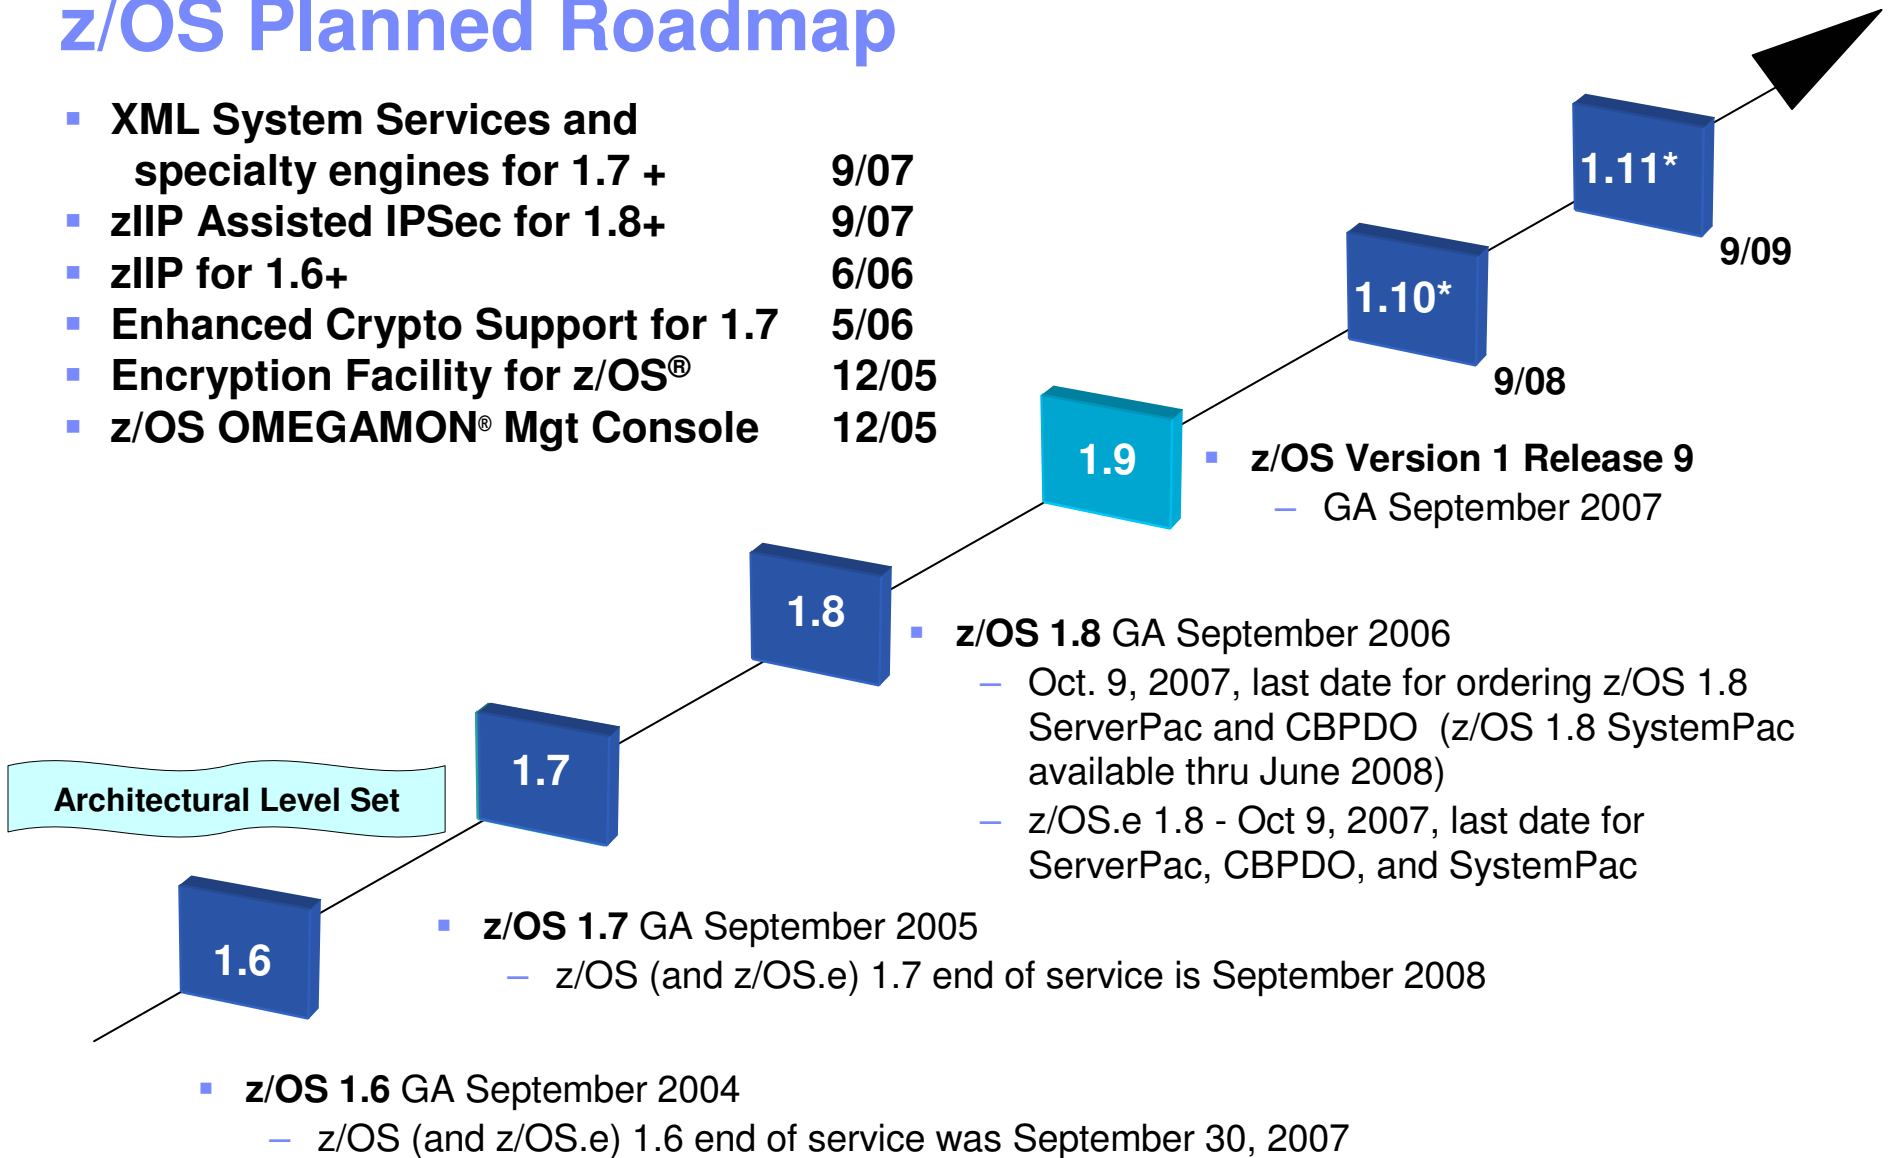 z/OS Planned Roadmap
▪ XML System Services and
specialty engines for 1.7 + 9/07
▪ zIIP Assisted IPSec for 1.8+ 9/07
▪ zIIP for 1.6+ 6/06
▪ Enhanced Crypto Support for 1.7 5/06
▪ Encryption Facility for z/OS® 12/05
▪ z/OS OMEGAMON® Mgt Console 12/05
1.11*
9/09
1.10*
9/08
1.9
▪ z/OS Version 1 Release 9
– GA September 2007
1.8
▪ z/OS 1.8 GA September 2006
– Oct. 9, 2007, last date for ordering z/OS 1.8
ServerPac and CBPDO (z/OS 1.8 SystemPac
available thru June 2008)
– z/OS.e 1.8 - Oct 9, 2007, last date for
ServerPac, CBPDO, and SystemPac
1.7
Architectural Level Set
▪ z/OS 1.7 GA September 2005
– z/OS (and z/OS.e) 1.7 end of service is September 2008
1.6
▪ z/OS 1.6 GA September 2004
– z/OS (and z/OS.e) 1.6 end of service was September 30, 2007